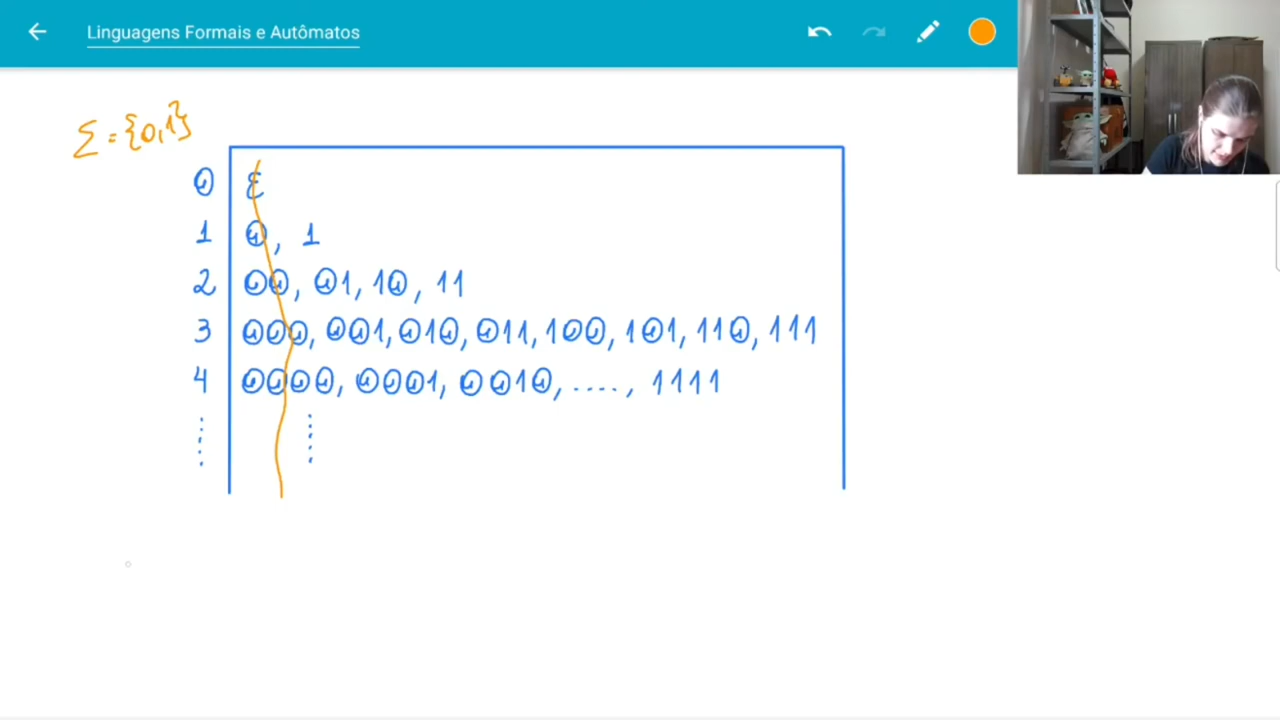 Linguagens Formais e Autômatos
Σ = {0,1}
0 ε
1 0, 1
2 00, 01, 10, 11
3 000, 001, 010, 011, 100, 101, 110, 111
4 0000, 0001, 0010, ...., 1111